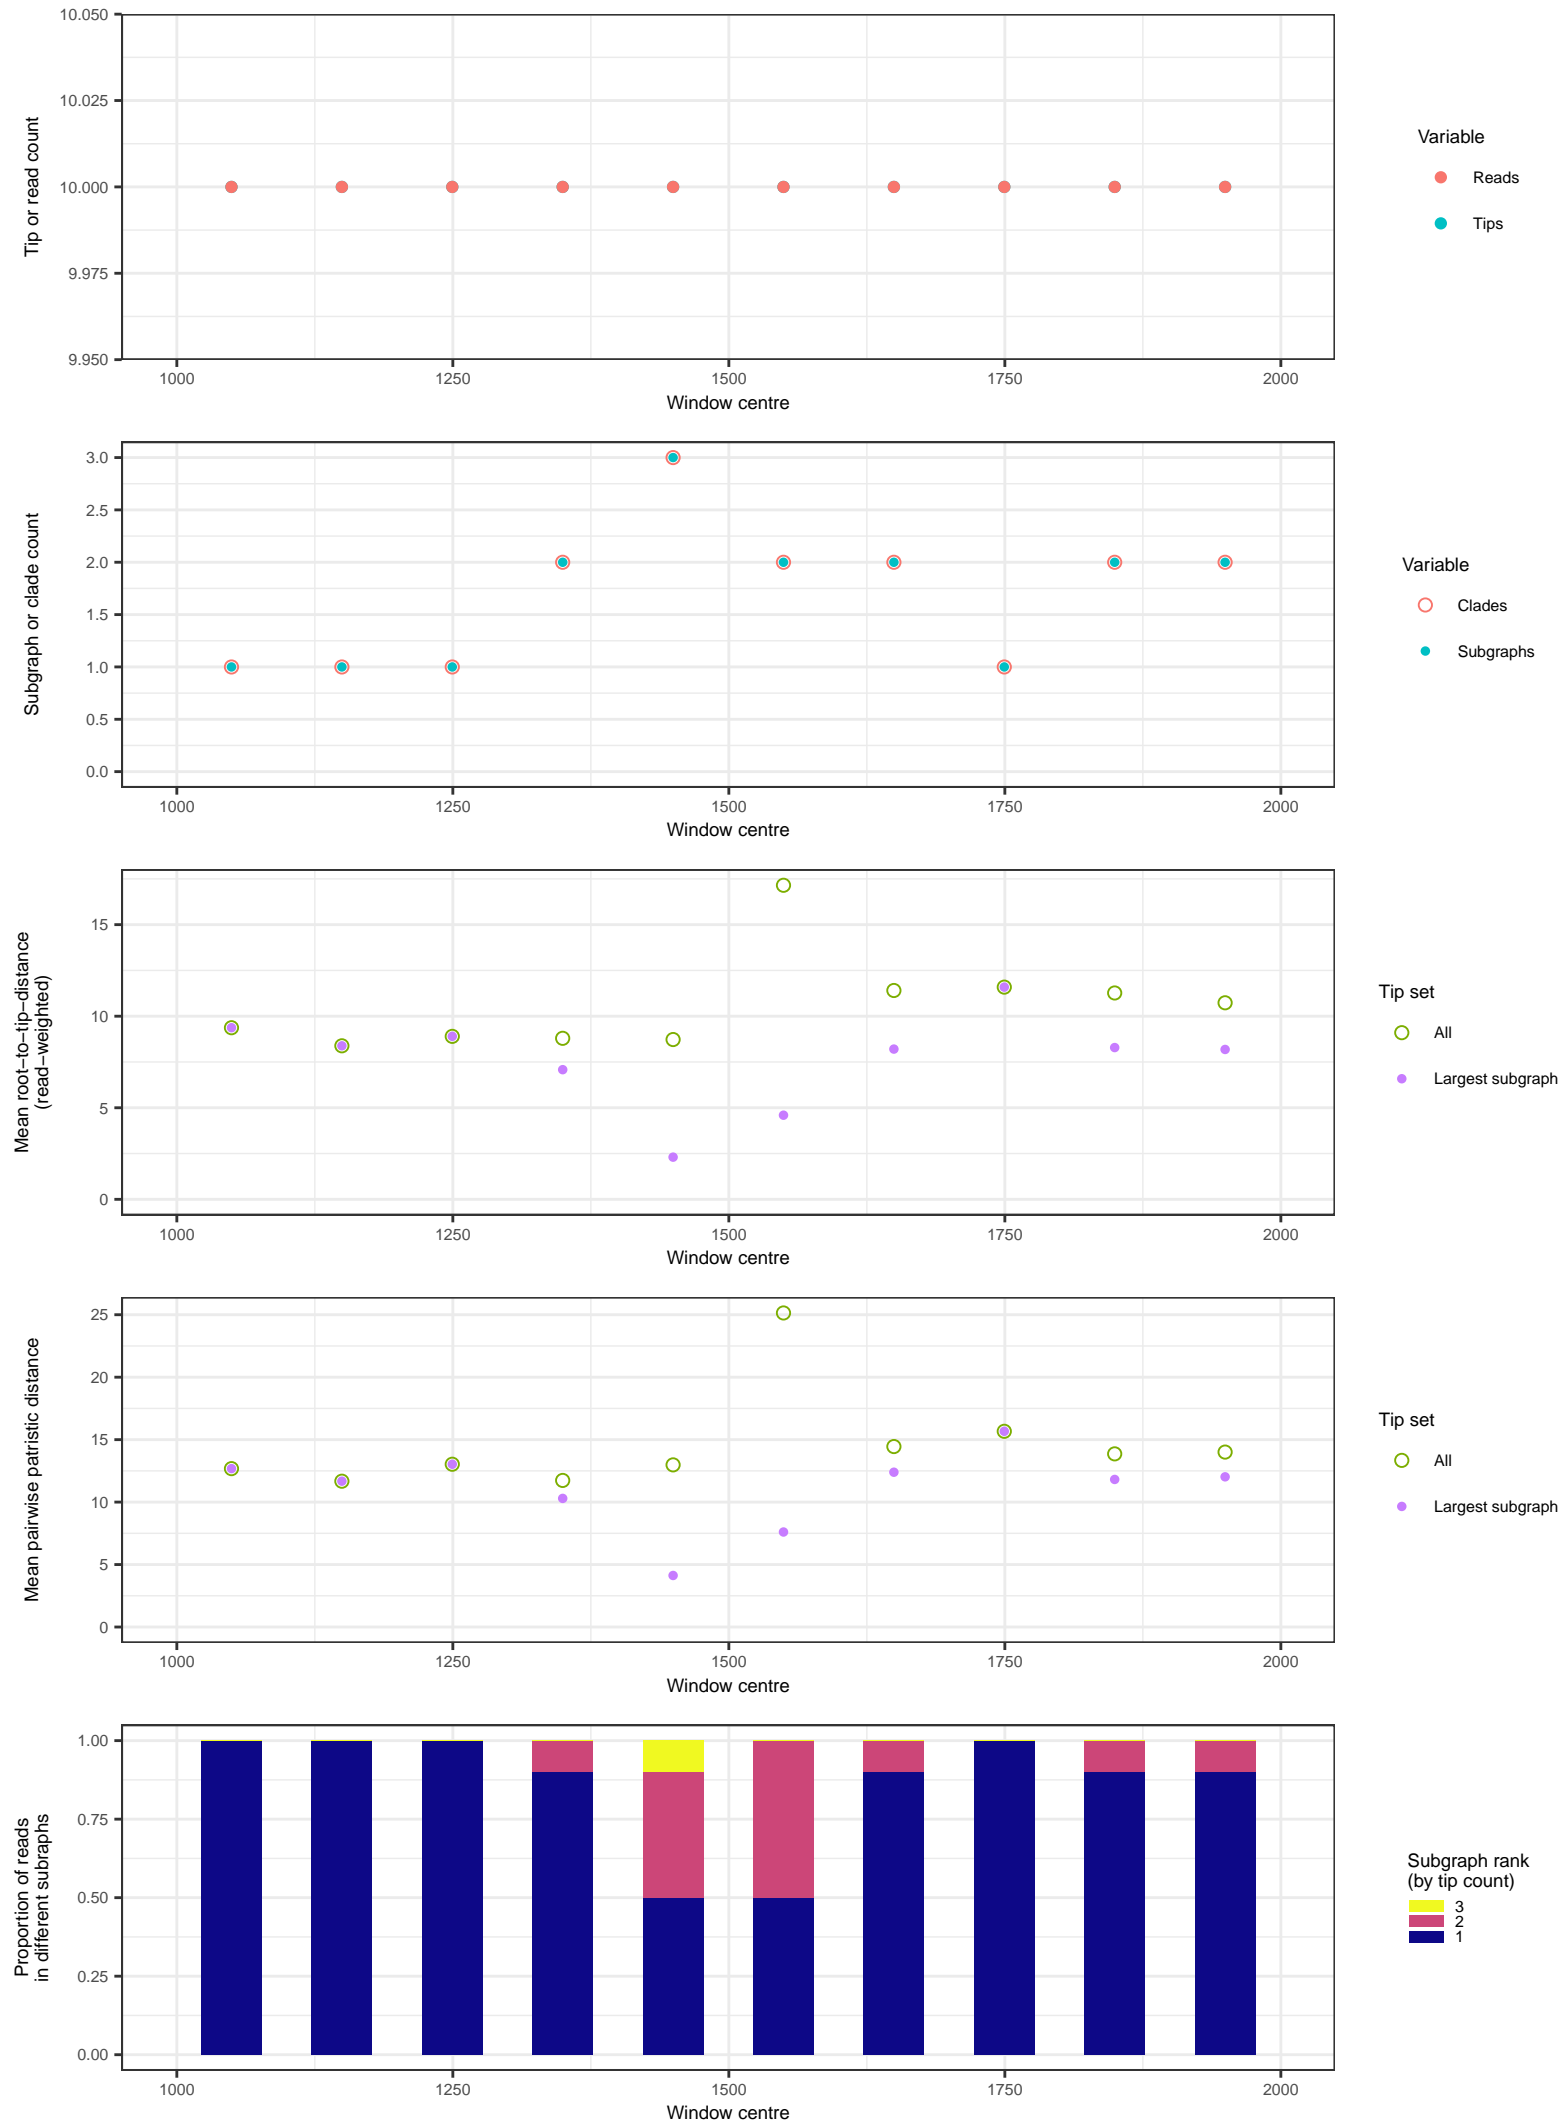 10.050
10.025
10.000
9.975
9.950
Tip or read count
1000 1250 1500 1750 2000
Window centre
Variable
Reads
Tips
3.0
2.5
2.0
1.5
1.0
0.5
0.0
Subgraph or clade count
1000 1250 1500 1750 2000
Window centre
Variable
Clades
Subgraphs
15
10
5
0
Mean root−to−tip−distance
(read−weighted)
1000 1250 1500 1750 2000
Window centre
Tip set
All
Largest subgraph
25
20
15
10
5
0
Mean pairwise patristic distance
1000 1250 1500 1750 2000
Window centre
Tip set
All
Largest subgraph
1.00
0.75
0.50
0.25
0.00
Proportion of reads
in different subraphs
1000 1250 1500 1750 2000
Window centre
Subgraph rank
(by tip count)
3
2
1